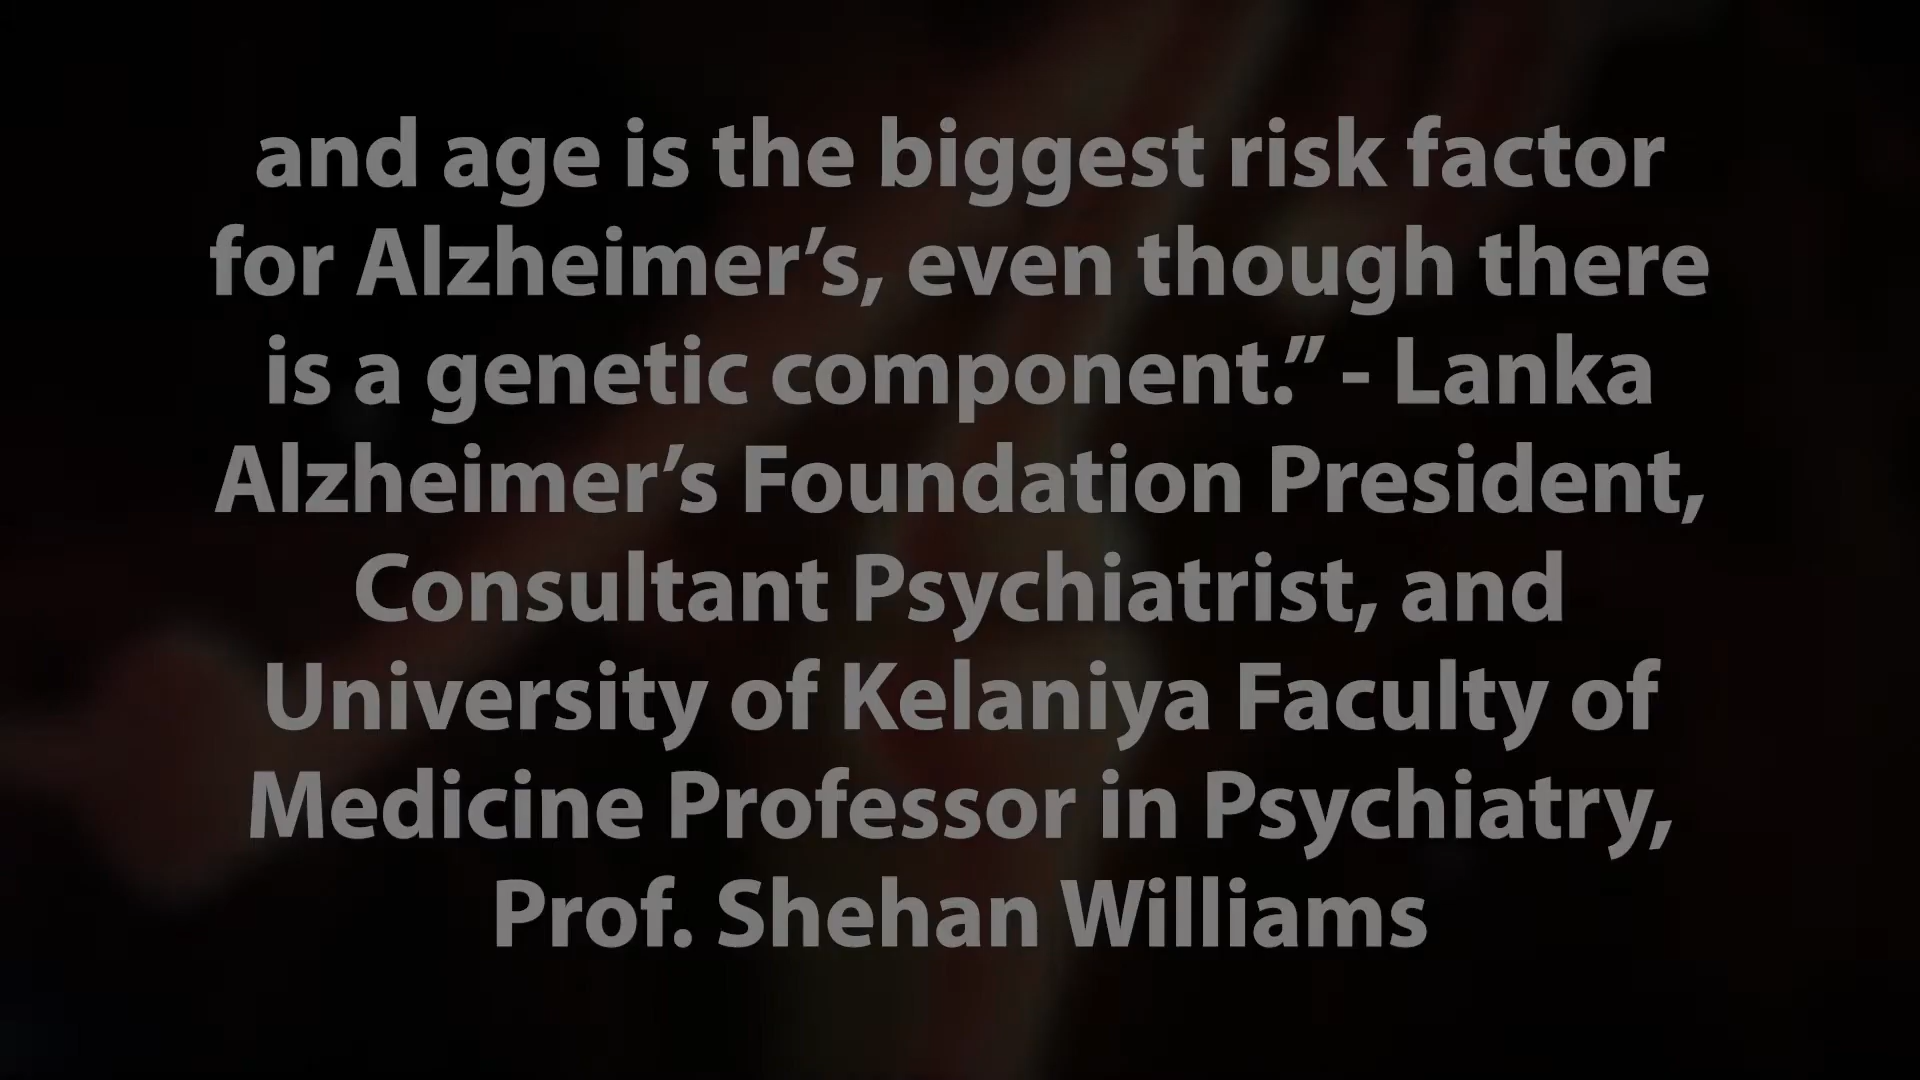 and age is the biggest risk factor
for Alzheimer’s, even though there
is a genetic component.” - Lanka
Alzheimer’s Foundation President,
Consultant Psychiatrist, and
University of Kelaniya Faculty of
Medicine Professor in Psychiatry,
Prof. Shehan Williams